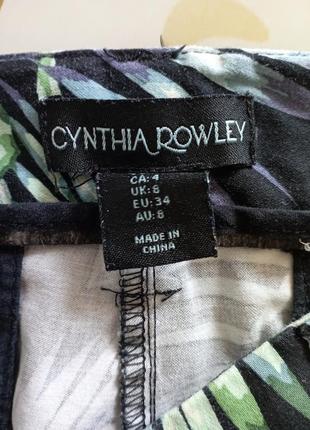 CYNTHIA ROWLEY
CA: 4
UK: 8
EU: 34
AU: 8
MADE IN
CHINA